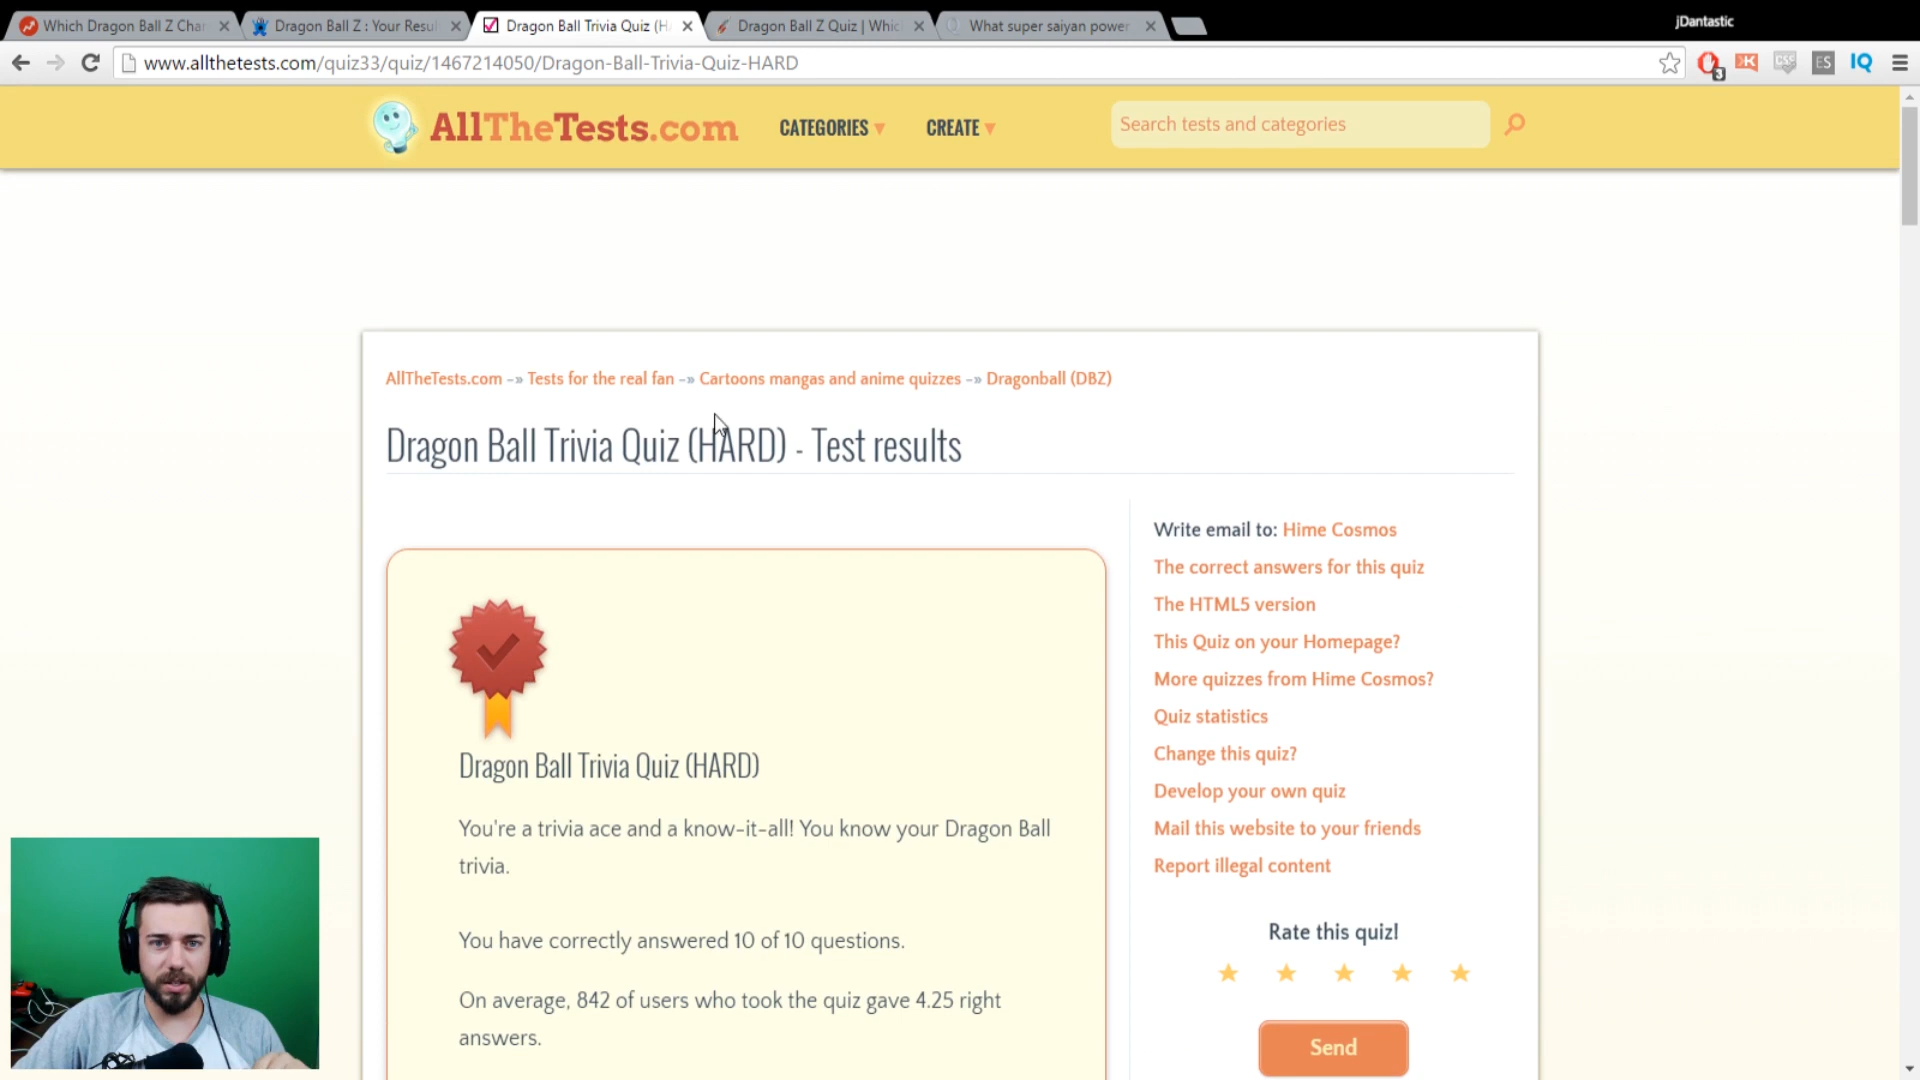 Which Dragon Ball Z Char
Dragon Ball Z : Your Resul
Dragon Ball Trivia Quiz (H
Dragon Ball Z Quiz | Whic
What super saiyan power
jDantastic
www.allthetests.com/quiz33/quiz/1467214050/Dragon-Ball-Trivia-Quiz-HARD
3
K
CSC
ES
IQ
AllTheTests.com
CATEGORIES
CREATE
Search tests and categories
AllTheTests.com -» Tests for the real fan -» Cartoons mangas and anime quizzes -» Dragonball (DBZ)
Dragon Ball Trivia Quiz (HARD) - Test results
Dragon Ball Trivia Quiz (HARD)
You're a trivia ace and a know-it-all! You know your Dragon Ball
trivia.
You have correctly answered 10 of 10 questions.
On average, 842 of users who took the quiz gave 4.25 right
answers.
Write email to: Hime Cosmos
The correct answers for this quiz
The HTML5 version
This Quiz on your Homepage?
More quizzes from Hime Cosmos?
Quiz statistics
Change this quiz?
Develop your own quiz
Mail this website to your friends
Report illegal content
Rate this quiz!
Send